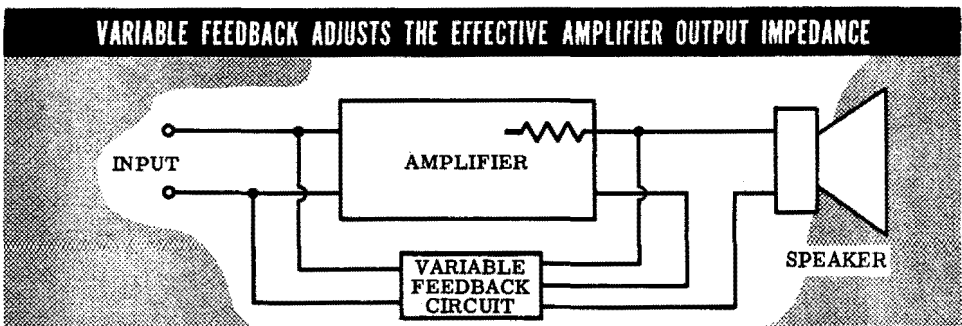 VARIABLE FEEDBACK ADJUSTS THE EFFECTIVE AMPLIFIER OUTPUT IMPEDANCE
INPUT
AMPLIFIER
VARIABLE
FEEDBACK
CIRCUIT
SPEAKER